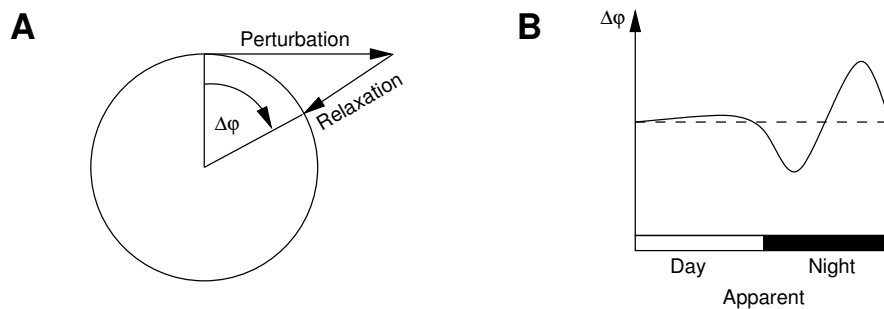 A
Perturbation
Relaxation
Δφ
B
Δφ
Day
Night
Apparent